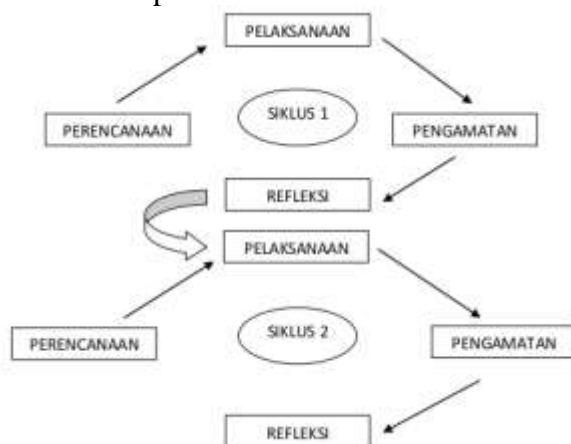 PELAKSANAAN
SIKLUS 1
PERENCANAAN
PENGAMATAN
REFLEKSI
PELAKSANAAN
SIKLUS 2
PERENCANAAN
PENGAMATAN
REFLEKSI